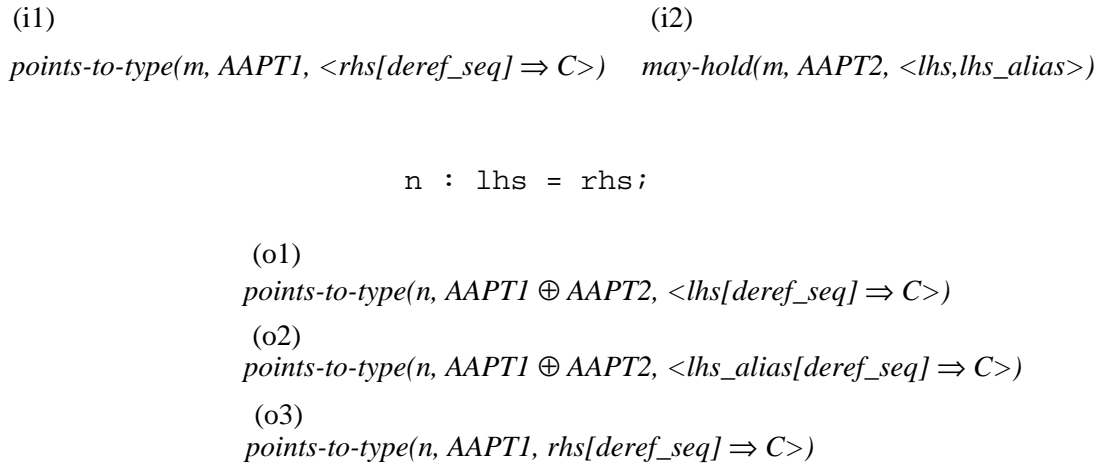 (i1) (i2)
points-to-type(m, AAPT1, <rhs[deref_seq] ⇒ C>) may-hold(m, AAPT2, <lhs,lhs_alias>)
n : lhs = rhs;
(o1)
points-to-type(n, AAPT1 ⊕ AAPT2, <lhs[deref_seq] ⇒ C>)
(o2)
points-to-type(n, AAPT1 ⊕ AAPT2, <lhs_alias[deref_seq] ⇒ C>)
(o3)
points-to-type(n, AAPT1, rhs[deref_seq] ⇒ C>)